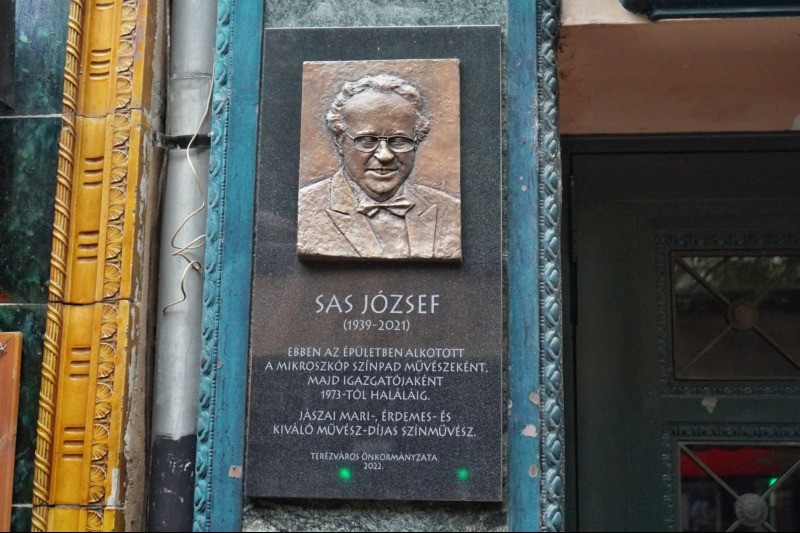 SAS JÓZSEF
(1939-2021)
EBBEN AZ ÉPÜLETBEN ALKOTOTT
A MIKROSZKÓP SZÍNPAD MŰVÉSZEKÉNT,
MAJD IGAZGATÓJAKÉNT
1973-TÓL HALÁLÁIG.
JÁSZAI MARI-, ÉRDEMES- ÉS
KIVÁLÓ MŰVÉSZ-DÍJAS SZÍNMŰVÉSZ.
TERÉZVÁROS ÖNKORMÁNYZATA
2022.